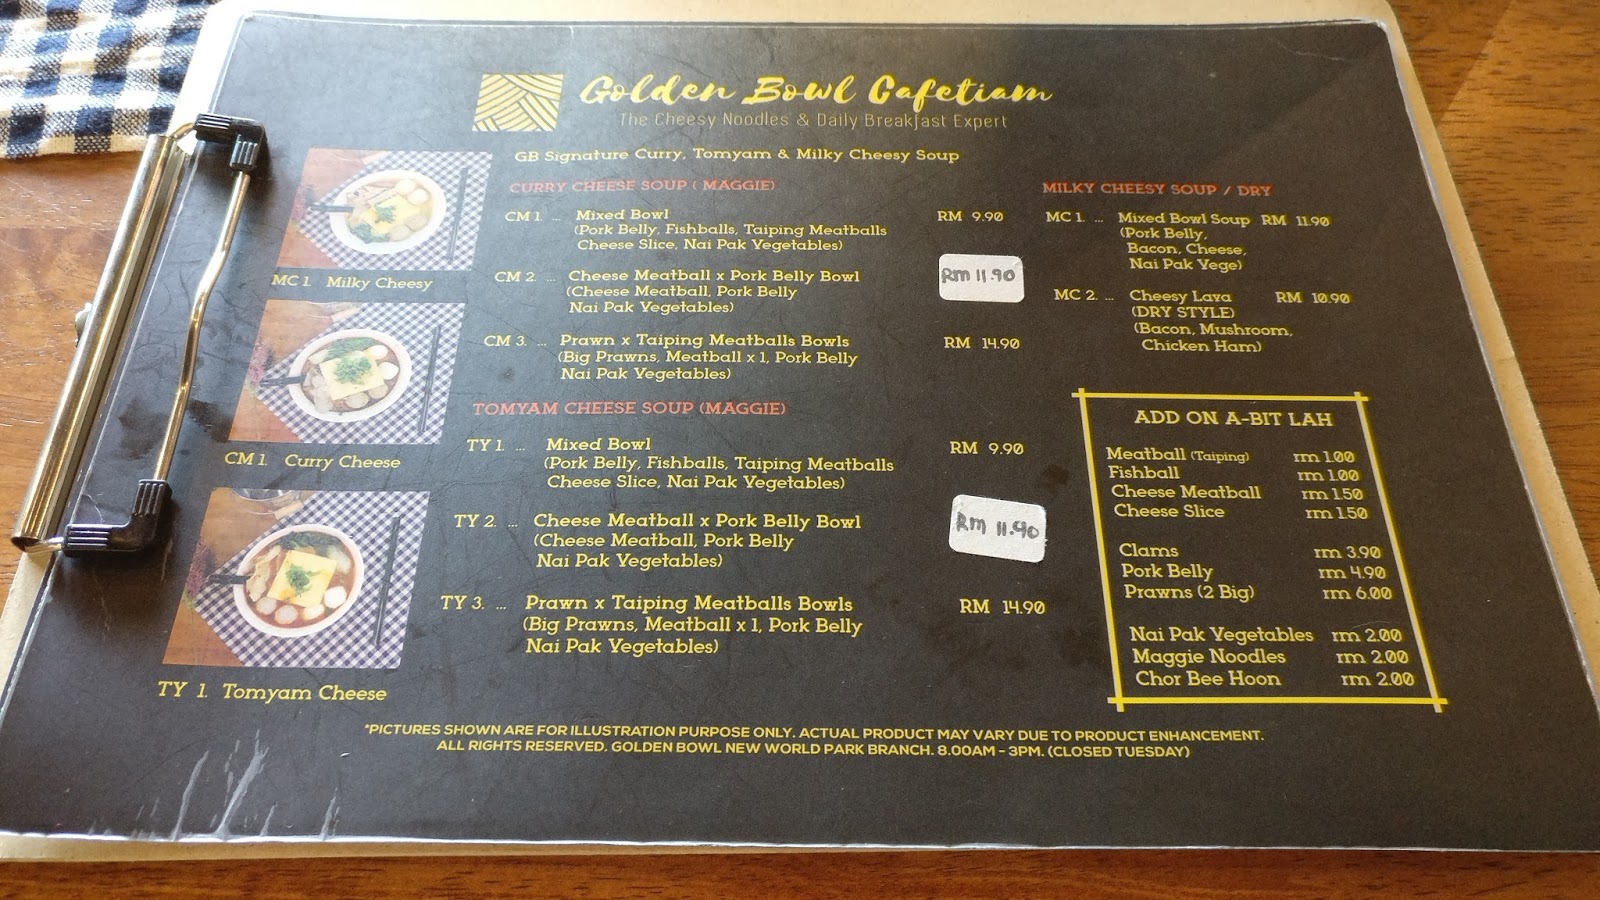 Golden Bowl Cafetiam
The Cheesy Noodles & Daily Breakfast Expert
GB Signature Curry, Tomyam & Milky Cheesy Soup
MC 1. Milky Cheesy
CM 1. Curry Cheese
TY 1. Tomyam Cheese
CURRY CHEESE SOUP ( MAGGIE)
CM 1. ... Mixed Bowl RM 9.90
(Pork Belly, Fishballs, Taiping Meatballs
Cheese Slice, Nai Pak Vegetables)
CM 2. ... Cheese Meatball x Pork Belly Bowl Rm 11.90
(Cheese Meatball, Pork Belly
Nai Pak Vegetables)
CM 3. ... Prawn x Taiping Meatballs Bowls RM 14.90
(Big Prawns, Meatball x 1, Pork Belly
Nai Pak Vegetables)
TOMYAM CHEESE SOUP (MAGGIE)
TY 1. ... Mixed Bowl RM 9.90
(Pork Belly, Fishballs, Taiping Meatballs
Cheese Slice, Nai Pak Vegetables)
TY 2. ... Cheese Meatball x Pork Belly Bowl Rm 11.90
(Cheese Meatball, Pork Belly
Nai Pak Vegetables)
TY 3. ... Prawn x Taiping Meatballs Bowls RM 14.90
(Big Prawns, Meatball x 1, Pork Belly
Nai Pak Vegetables)
MILKY CHEESY SOUP / DRY
MC 1. ... Mixed Bowl Soup RM 11.90
(Pork Belly,
Bacon, Cheese,
Nai Pak Vege)
MC 2. ... Cheesy Lava RM 10.90
(DRY STYLE)
(Bacon, Mushroom,
Chicken Ham)
ADD ON A-BIT LAH
Meatball (Taiping) rm 1.00
Fishball rm 1.00
Cheese Meatball rm 1.50
Cheese Slice rm 1.50
Clams rm 3.90
Pork Belly rm 4.90
Prawns (2 Big) rm 6.00
Nai Pak Vegetables rm 2.00
Maggie Noodles rm 2.00
Chor Bee Hoon rm 2.00
*PICTURES SHOWN ARE FOR ILLUSTRATION PURPOSE ONLY. ACTUAL PRODUCT MAY VARY DUE TO PRODUCT ENHANCEMENT.
ALL RIGHTS RESERVED. GOLDEN BOWL NEW WORLD PARK BRANCH. 8.00AM - 3PM. (CLOSED TUESDAY)